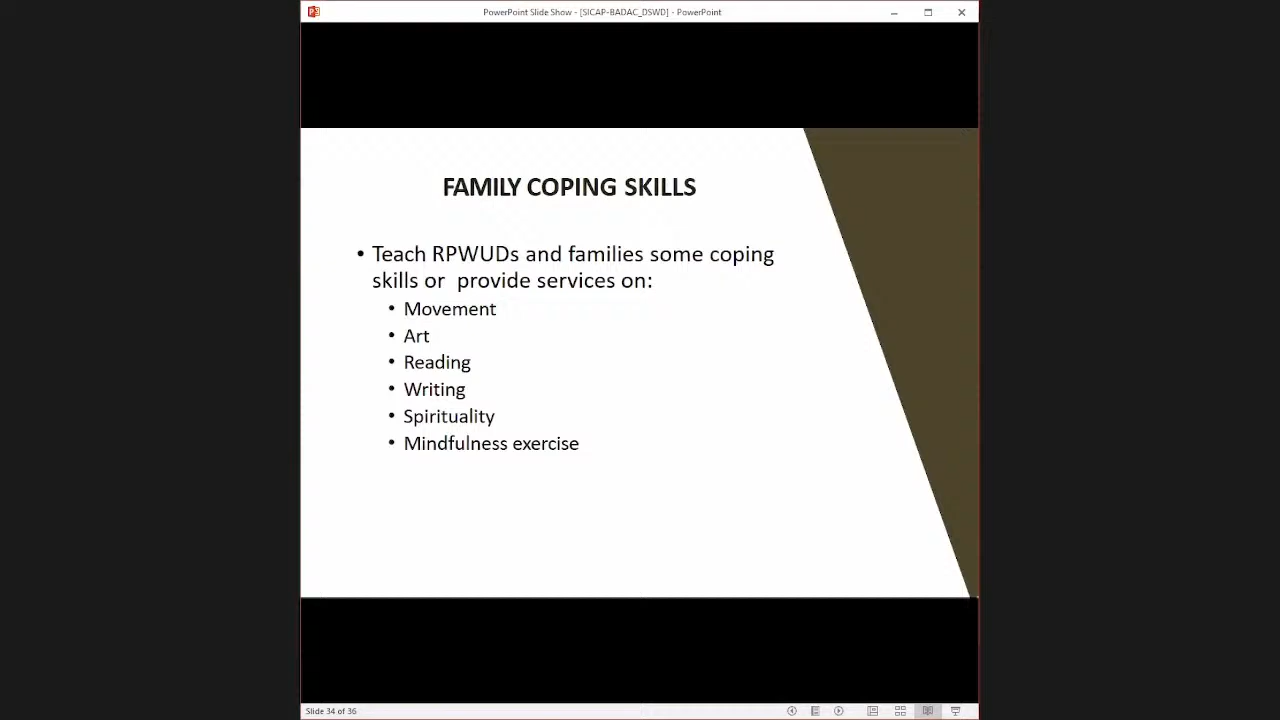 PowerPoint Slide Show - [SICAP-BADAC_DSWD] - PowerPoint
FAMILY COPING SKILLS
• Teach RPWUDs and families some coping
skills or  provide services on:
• Movement
• Art
• Reading
• Writing
• Spirituality
• Mindfulness exercise
Slide 34 of 36